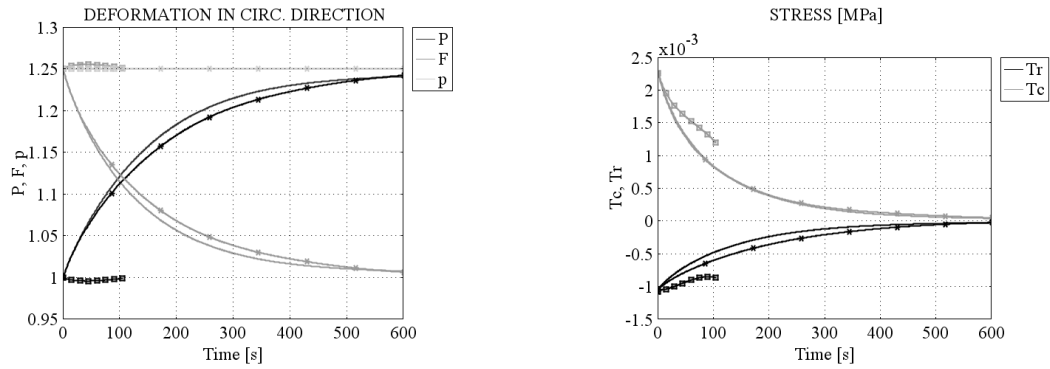 DEFORMATION IN CIRC. DIRECTION
1.3
1.25
1.2
1.15
1.1
1.05
1
0.95
P, F, p
0 100 200 300 400 500 600
Time [s]
P
F
p
STRESS [MPa]
x10^-3
2.5
2
1.5
1
0.5
0
-0.5
-1
-1.5
Tc, Tr
0 100 200 300 400 500 600
Time [s]
Tr
Tc